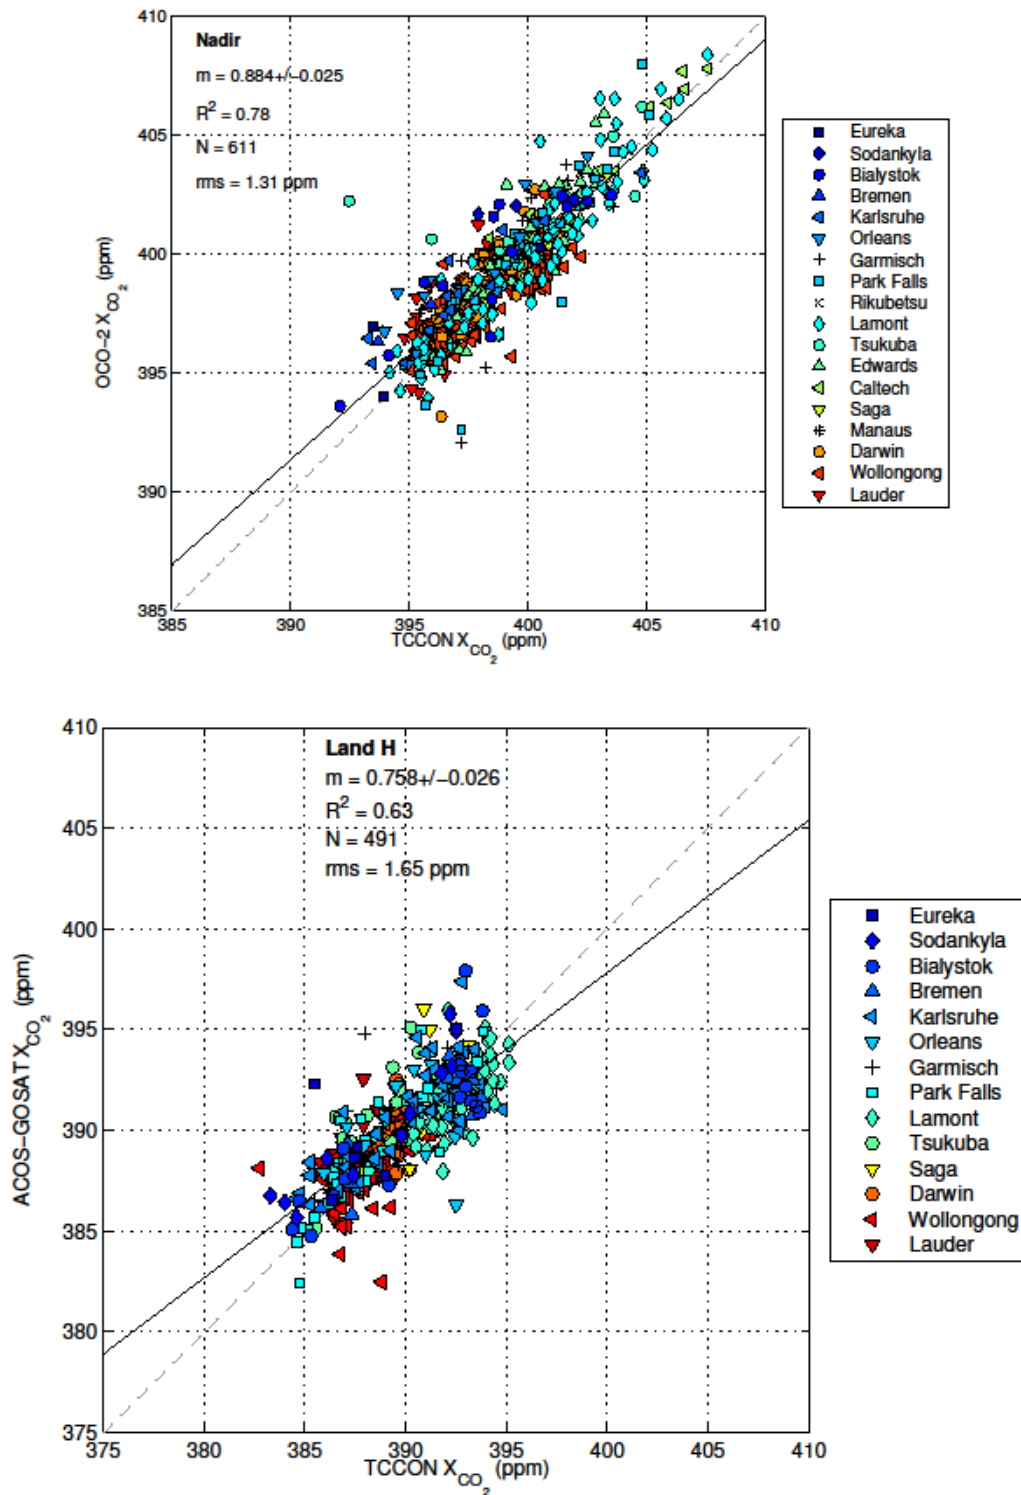 410
Nadir
m = 0.884+/−0.025
R2 = 0.78
N = 611
rms = 1.31 ppm
405
400
395
390
385
OCO−2 XCO2 (ppm)
385 390 395 400 405 410
TCCON XCO2 (ppm)
Eureka
Sodankyla
Bialystok
Bremen
Karlsruhe
Orleans
Garmisch
Park Falls
Rikubetsu
Lamont
Tsukuba
Edwards
Caltech
Saga
Manaus
Darwin
Wollongong
Lauder
410
Land H
m = 0.758+/−0.026
R2 = 0.63
N = 491
rms = 1.65 ppm
405
400
395
390
385
380
375
ACOS−GOSAT XCO2 (ppm)
375 380 385 390 395 400 405 410
TCCON XCO2 (ppm)
Eureka
Sodankyla
Bialystok
Bremen
Karlsruhe
Orleans
Garmisch
Park Falls
Lamont
Tsukuba
Saga
Darwin
Wollongong
Lauder